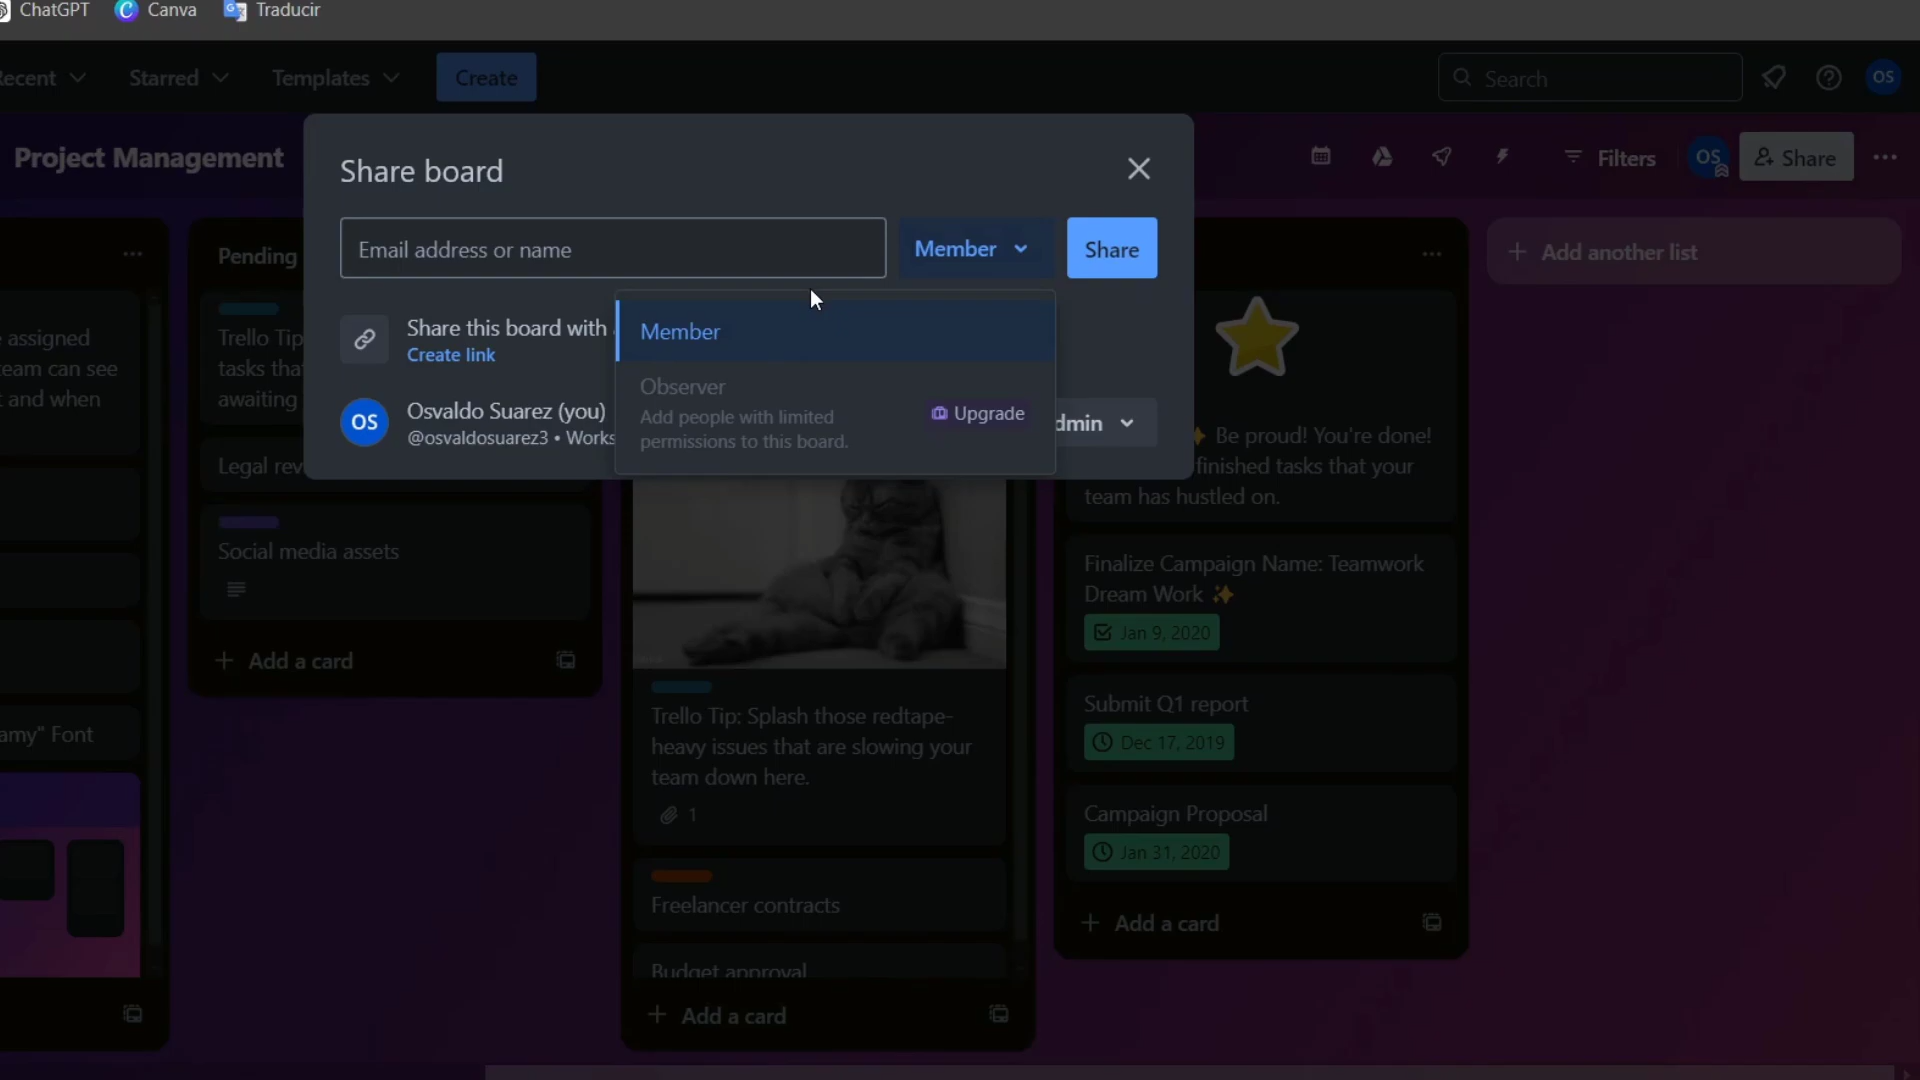 ChatGPT Canva Traducir
Recent Starred Templates Create Search OS
Project Management Filters OS Share
Share board
Email address or name Member Share
Share this board with
Create link
OS Osvaldo Suarez (you)
@osvaldosuarez3 •
Member
Observer
Add people with limited
permissions to this board.
Upgrade
assigned
can see
and when
Font
Pending
Trello Tip
tasks
awaiting
Legal
Social media assets
+ Add a card
Trello Tip: Splash those redtape-
heavy issues that are slowing your
team down here.
1
Freelancer contracts
Budget approval
+ Add a card
Be proud! You're done!
finished tasks that your
team has hustled on.
Finalize Campaign Name: Teamwork
Dream Work ✨
Jan 9, 2020
Submit Q1 report
Dec 17, 2019
Campaign Proposal
Jan 31, 2020
+ Add a card
+ Add another list